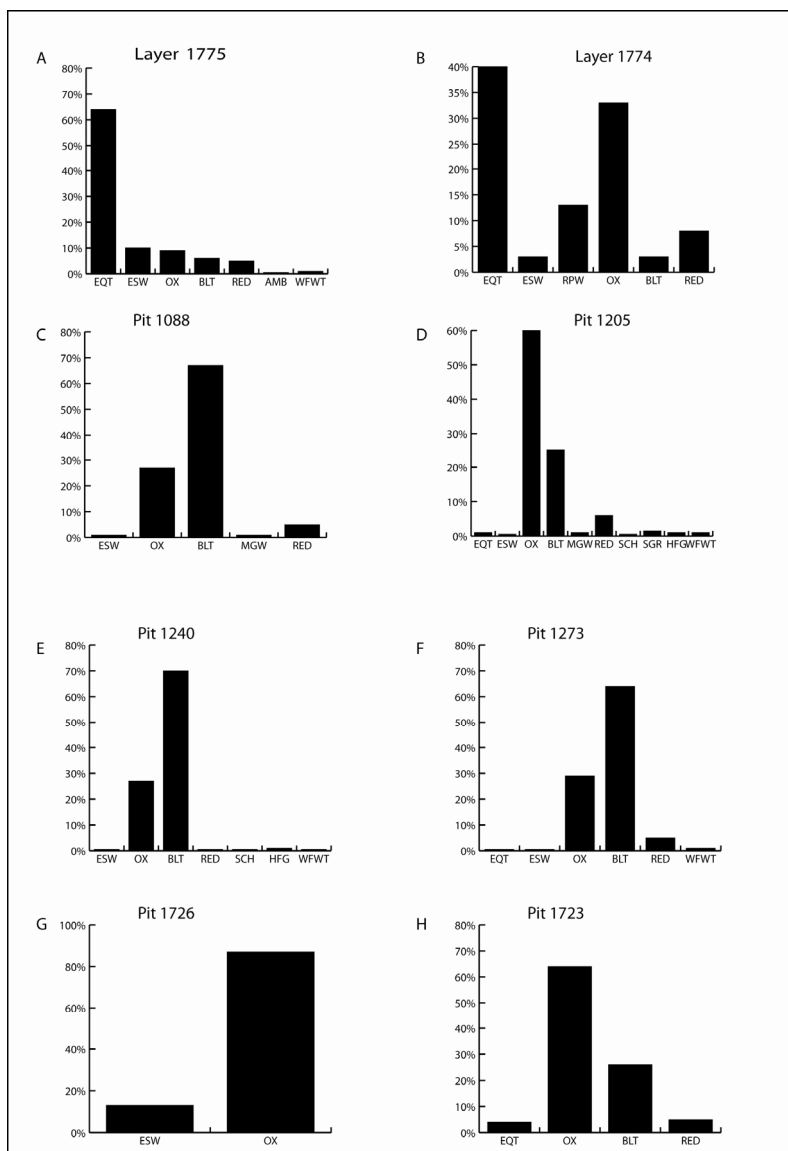 A
Layer 1775
80%
70%
60%
50%
40%
30%
20%
10%
0%
EQT ESW OX BLT RED AMB WFWT
B
Layer 1774
40%
35%
30%
25%
20%
15%
10%
5%
0%
EQT ESW RPW OX BLT RED
C
Pit 1088
80%
70%
60%
50%
40%
30%
20%
10%
0%
ESW OX BLT MGW RED
D
Pit 1205
60%
50%
40%
30%
20%
10%
0%
EQT ESW OX BLT MGW RED SCH SGR HFG WFWT
E
Pit 1240
80%
70%
60%
50%
40%
30%
20%
10%
0%
ESW OX BLT RED SCH HFG WFWT
F
Pit 1273
80%
70%
60%
50%
40%
30%
20%
10%
0%
EQT ESW OX BLT RED WFWT
G
Pit 1726
100%
80%
60%
40%
20%
0%
ESW OX
H
Pit 1723
80%
70%
60%
50%
40%
30%
20%
10%
0%
EQT OX BLT RED